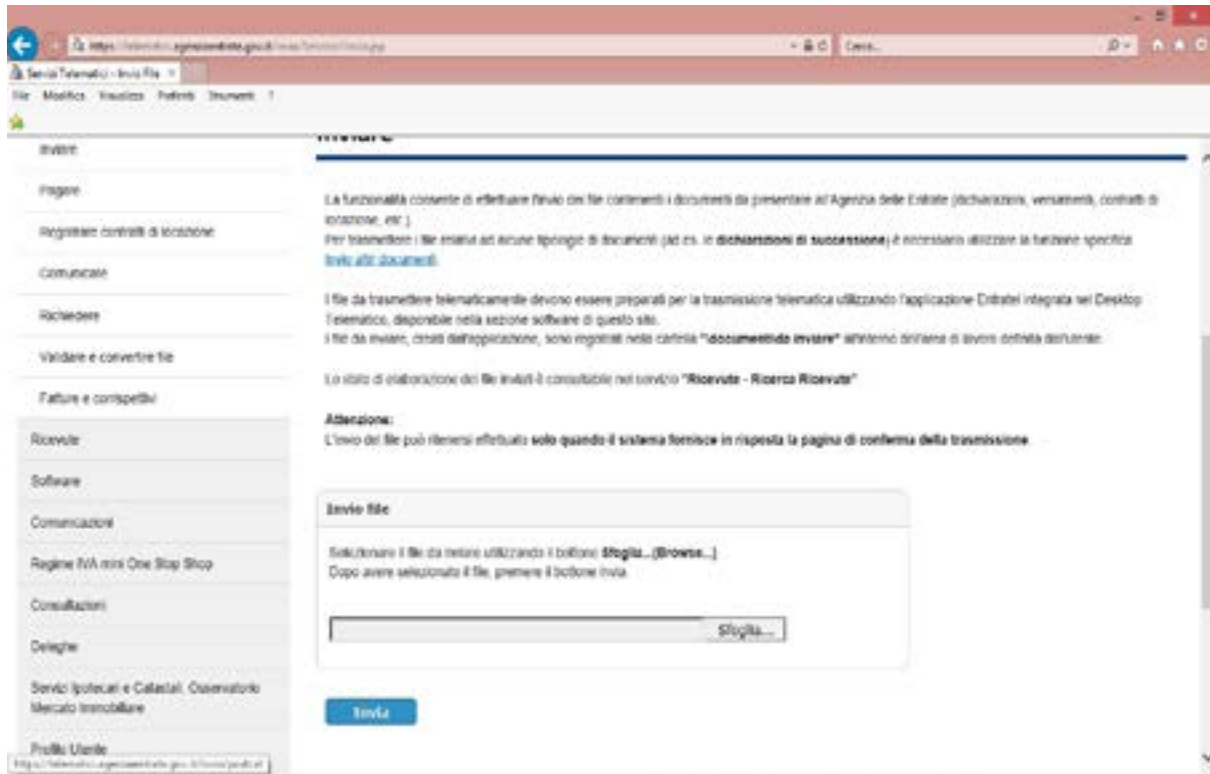 Cerca...
Servizi Telematici - Invio File
File Modifica Visualizza Preferiti Strumenti ?
Inviare
Inviare
Pagare
Registrare contratti di locazione
Comunicare
Richiedere
Validare e convertire file
Fatture e corrispettivi
Ricevute
Software
Comunicazioni
Regime IVA mini One Stop Shop
Consultazioni
Deleghe
Servizi Ipotecari e Catastali, Osservatorio
Mercato Immobiliare
Profilo Utente
La funzionalità consente di effettuare l'invio dei file contenenti i documenti da presentare all'Agenzia delle Entrate (dichiarazioni, versamenti, contratti di
locazione, etc.).
Per trasmettere i file relativi ad alcune tipologie di documenti (ad es. le dichiarazioni di successione) è necessario utilizzare la funzione specifica
Invio altri documenti.
I file da trasmettere telematicamente devono essere preparati per la trasmissione telematica utilizzando l'applicazione Entratel integrata nel Desktop
Telematico, disponibile nella sezione software di questo sito.
I file da inviare, creati dall'applicazione, sono registrati nella cartella "documentida inviare" all'interno dell'area di lavoro definita dall'utente.
Lo stato di elaborazione dei file inviati è consultabile nel servizio "Ricevute - Ricerca Ricevute"
Attenzione:
L'invio dei file può ritenersi effettuato solo quando il sistema fornisce in risposta la pagina di conferma della trasmissione
Invio file
Selezionare il file da inviare utilizzando il bottone Sfoglia...(Browse...)
Dopo avere selezionato il file, premere il bottone Invia
Sfoglia...
Invia